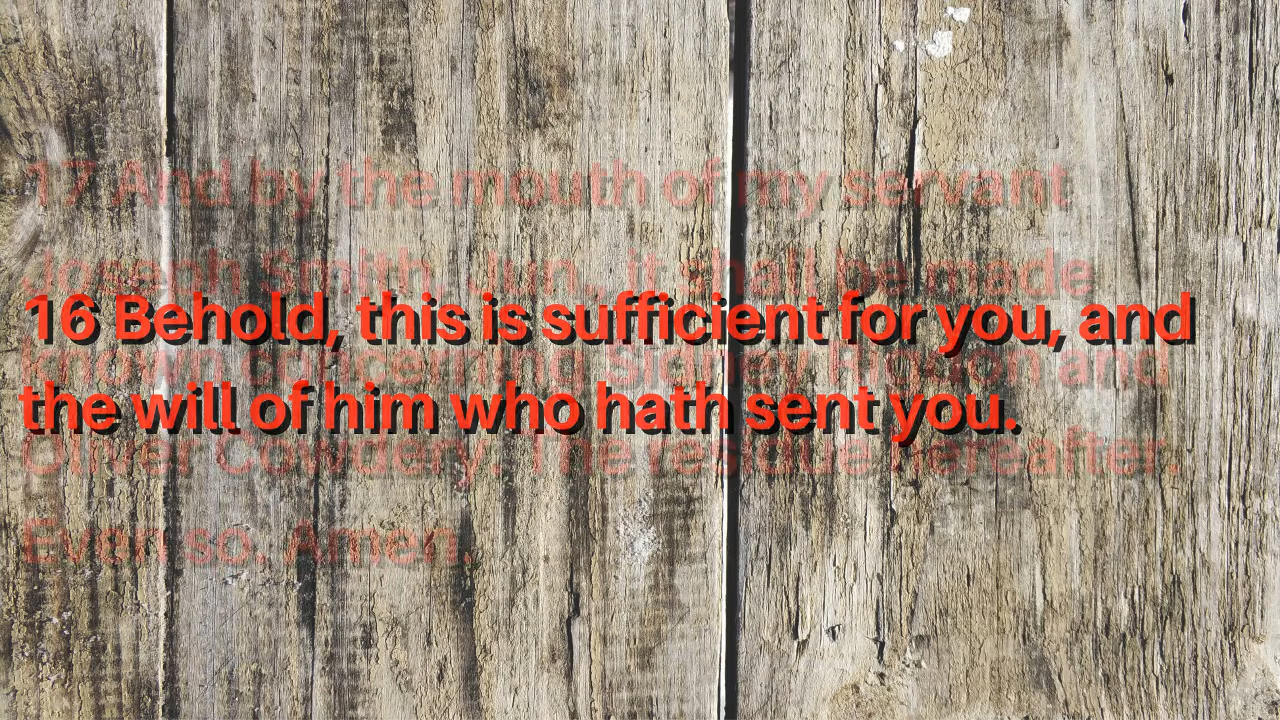 17 And by the mouth of my servant
Joseph Smith, Jun., it shall be made
16 Behold, this is sufficient for you, and
known concerning Sidney Rigdon and
the will of him who hath sent you.
Oliver Cowdery. The residue hereafter.
Even so. Amen.